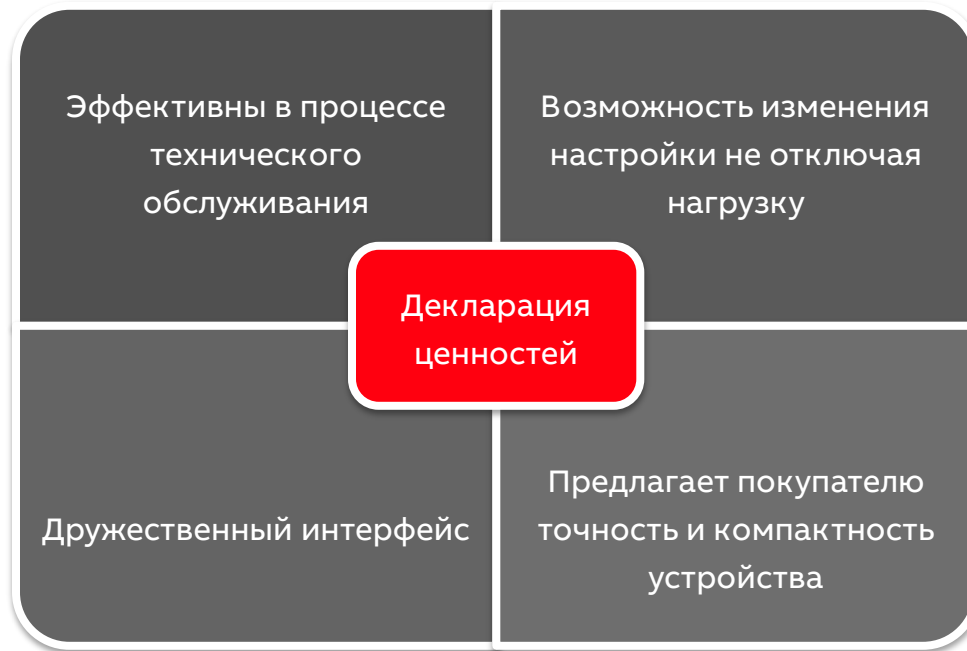 Эффективны в процессе
технического
обслуживания
Возможность изменения
настройки не отключая
нагрузку
Декларация
ценностей
Дружественный интерфейс
Предлагает покупателю
точность и компактность
устройства